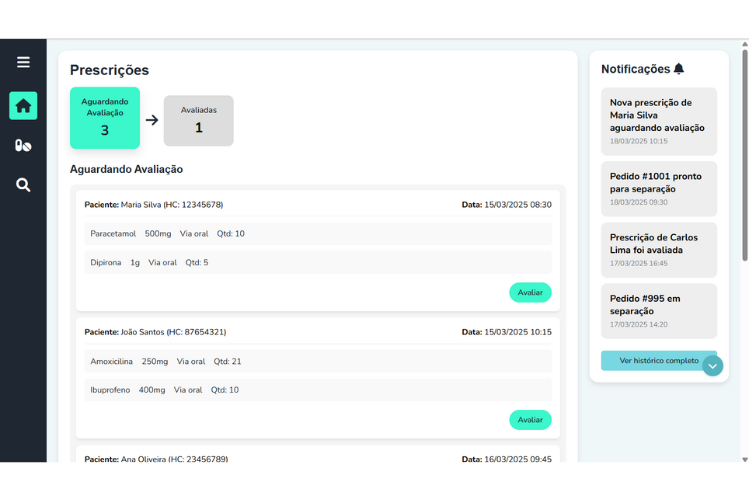 Prescrições
Aguardando
Avaliação
3
Avaliadas
1
Aguardando Avaliação
Paciente: Maria Silva (HC: 12345678) Data: 15/03/2025 08:30
Paracetamol 500mg Via oral Qtd: 10
Dipirona 1g Via oral Qtd: 5
Avaliar
Paciente: João Santos (HC: 87654321) Data: 15/03/2025 10:15
Amoxicilina 250mg Via oral Qtd: 21
Ibuprofeno 400mg Via oral Qtd: 10
Avaliar
Paciente: Ana Oliveira (HC: 23456789) Data: 16/03/2025 09:45
Notificações
Nova prescrição de
Maria Silva
aguardando avaliação
18/03/2025 10:15
Pedido #1001 pronto
para separação
18/03/2025 09:30
Prescrição de Carlos
Lima foi avaliada
17/03/2025 16:45
Pedido #995 em
separação
17/03/2025 14:20
Ver histórico completo